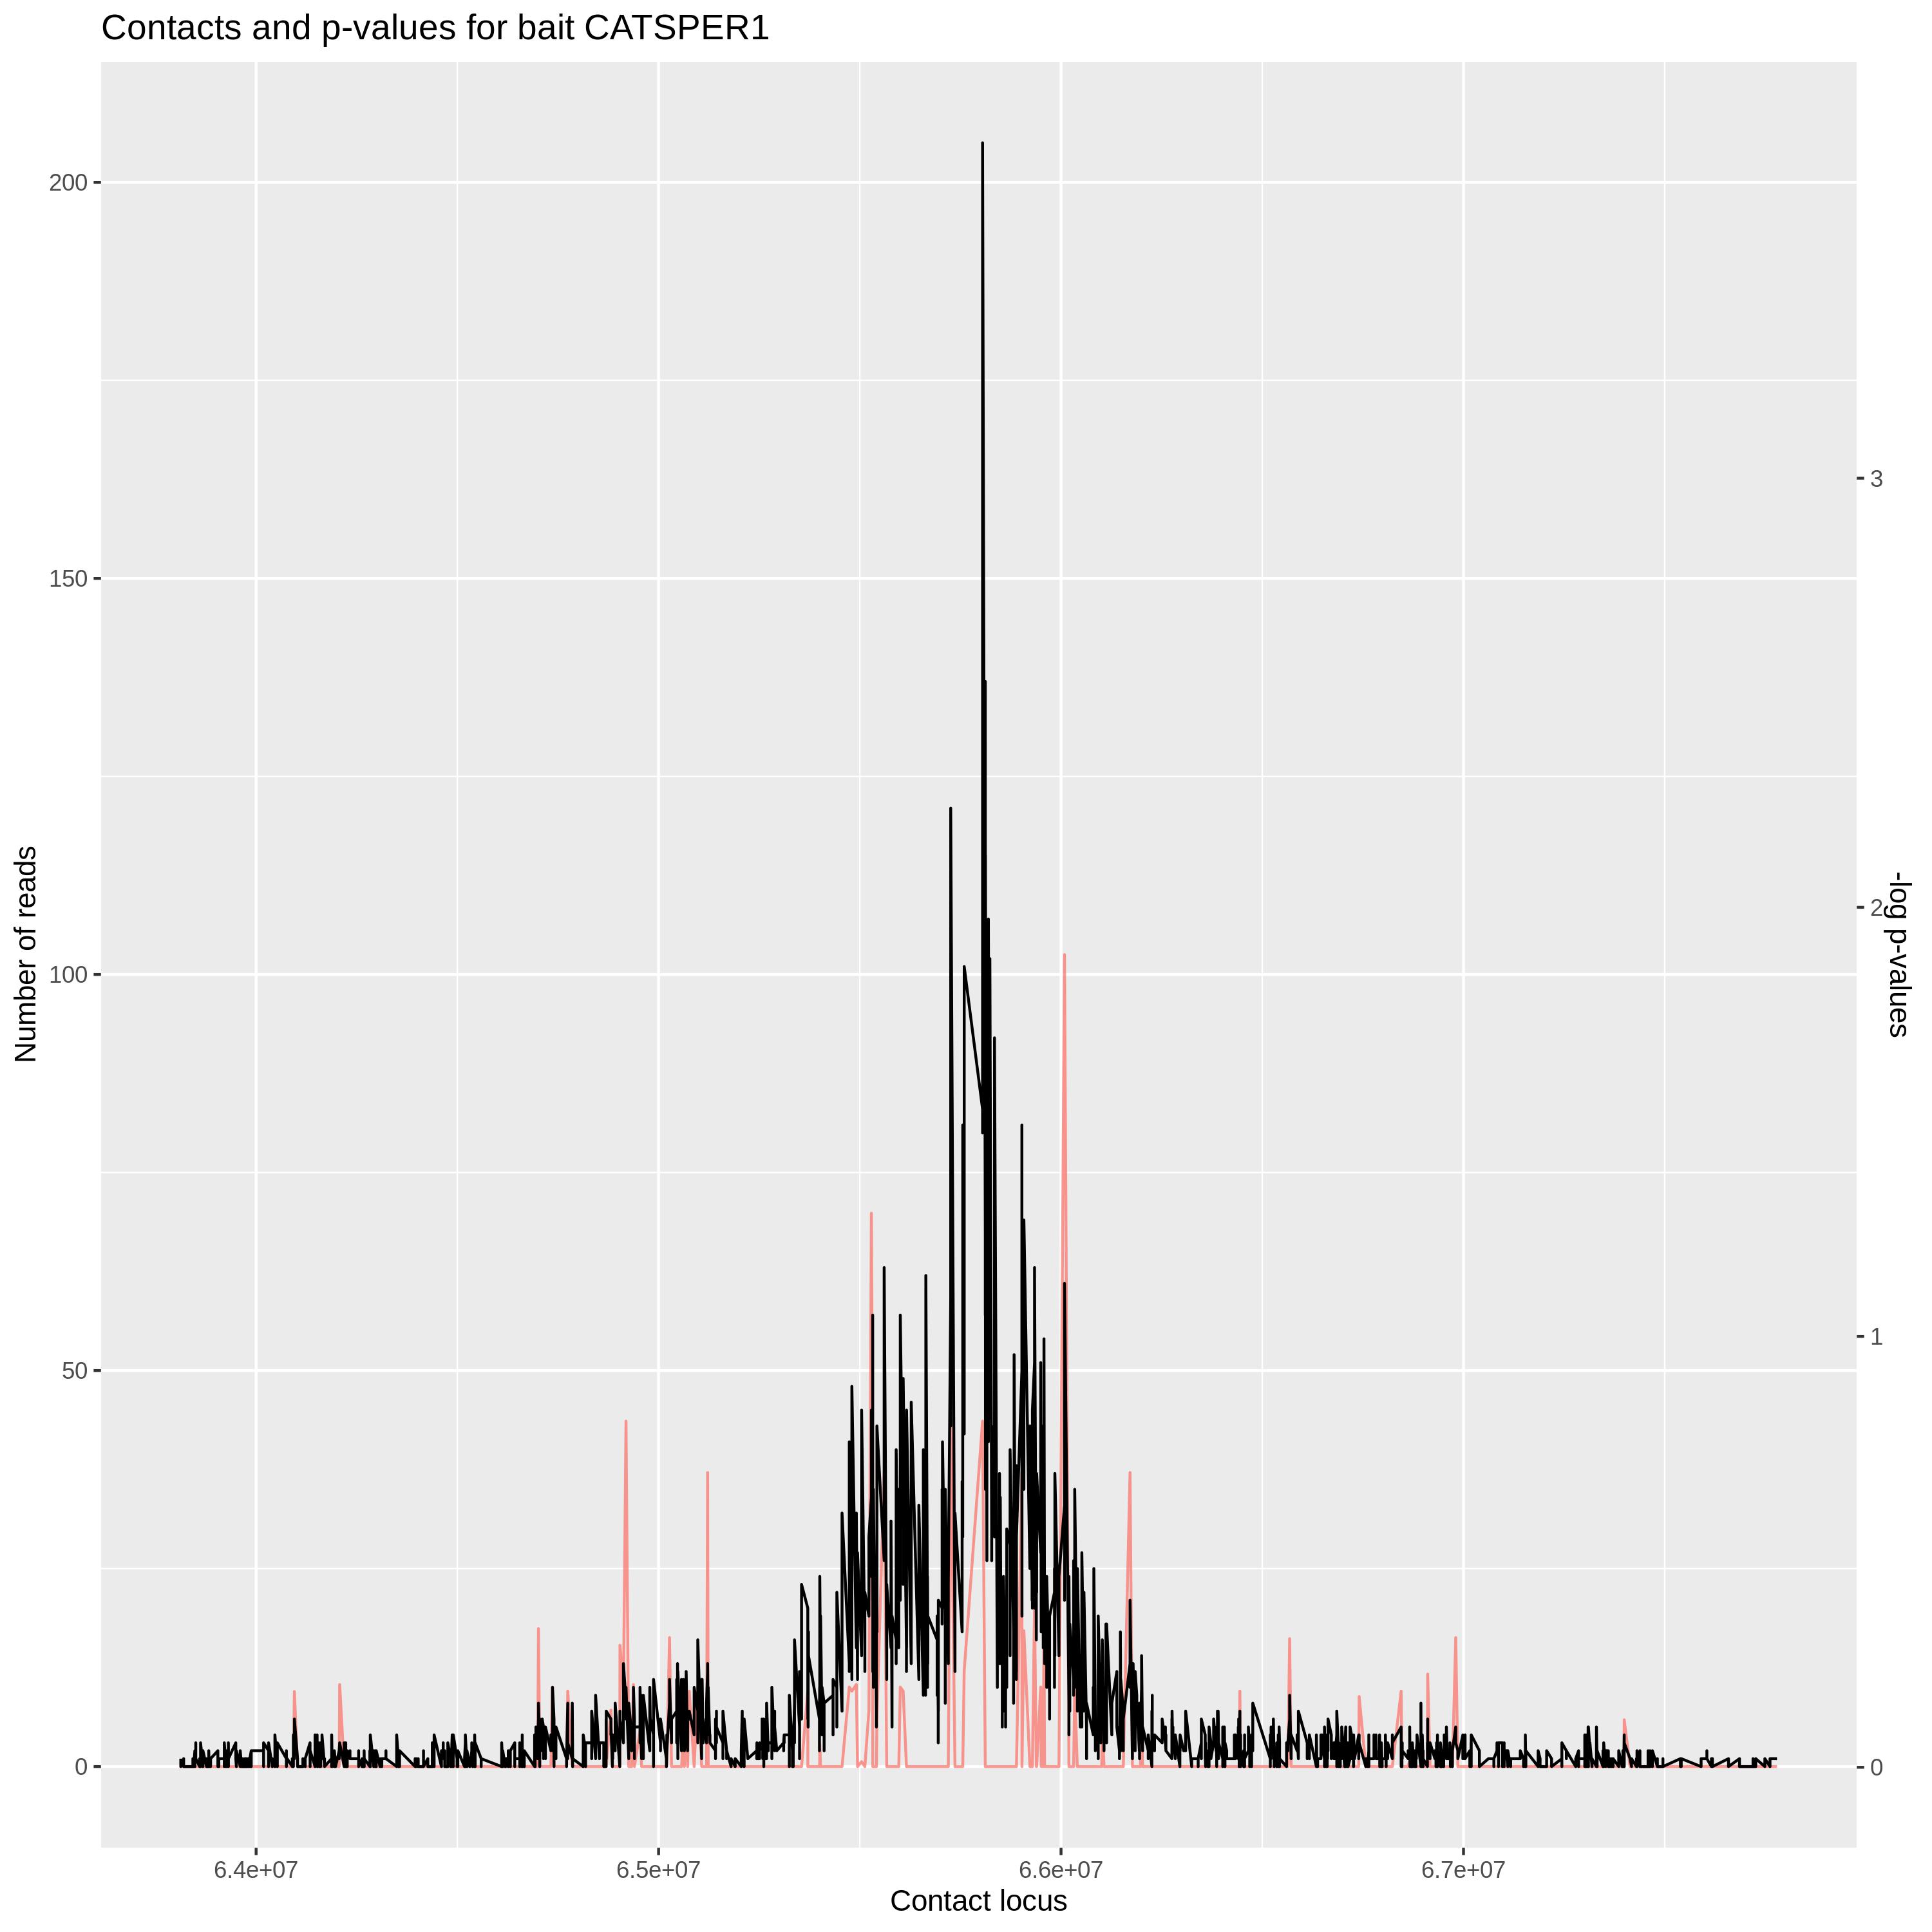 Contacts and p-values for bait CATSPER1
200
150
100
50
0
Number of reads
3
2
1
0
-log p-values
6.4e+07
6.5e+07
6.6e+07
6.7e+07
Contact locus